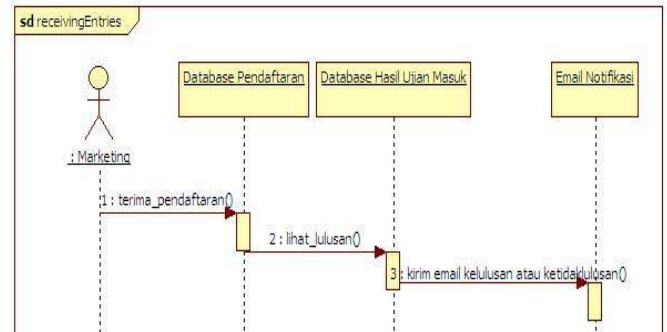 sd receivingEntries
Database Pendaftaran
Database Hasil Ujian Masuk
Email Notifikasi
: Marketing
1 : terima_pendaftaran()
2 : lihat_lulusan()
3 : kirim email kelulusan atau ketidaklulusan()